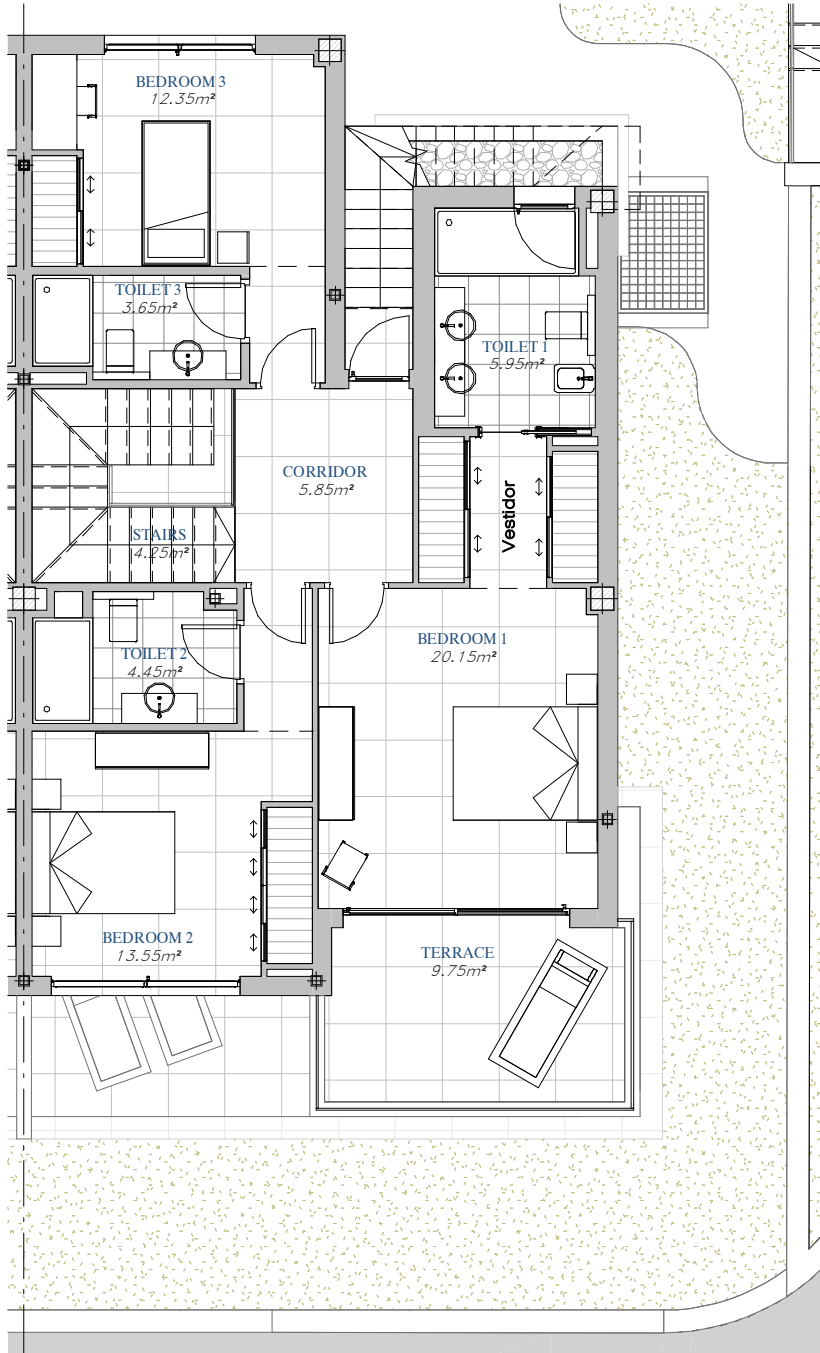 BEDROOM 3
12.35m²
TOILET 3
3.65m²
TOILET 1
5.95m²
CORRIDOR
5.85m²
Vestidor
STAIRS
4.25m²
BEDROOM 1
20.15m²
TOILET 2
4.45m²
BEDROOM 2
13.55m²
TERRACE
9.75m²